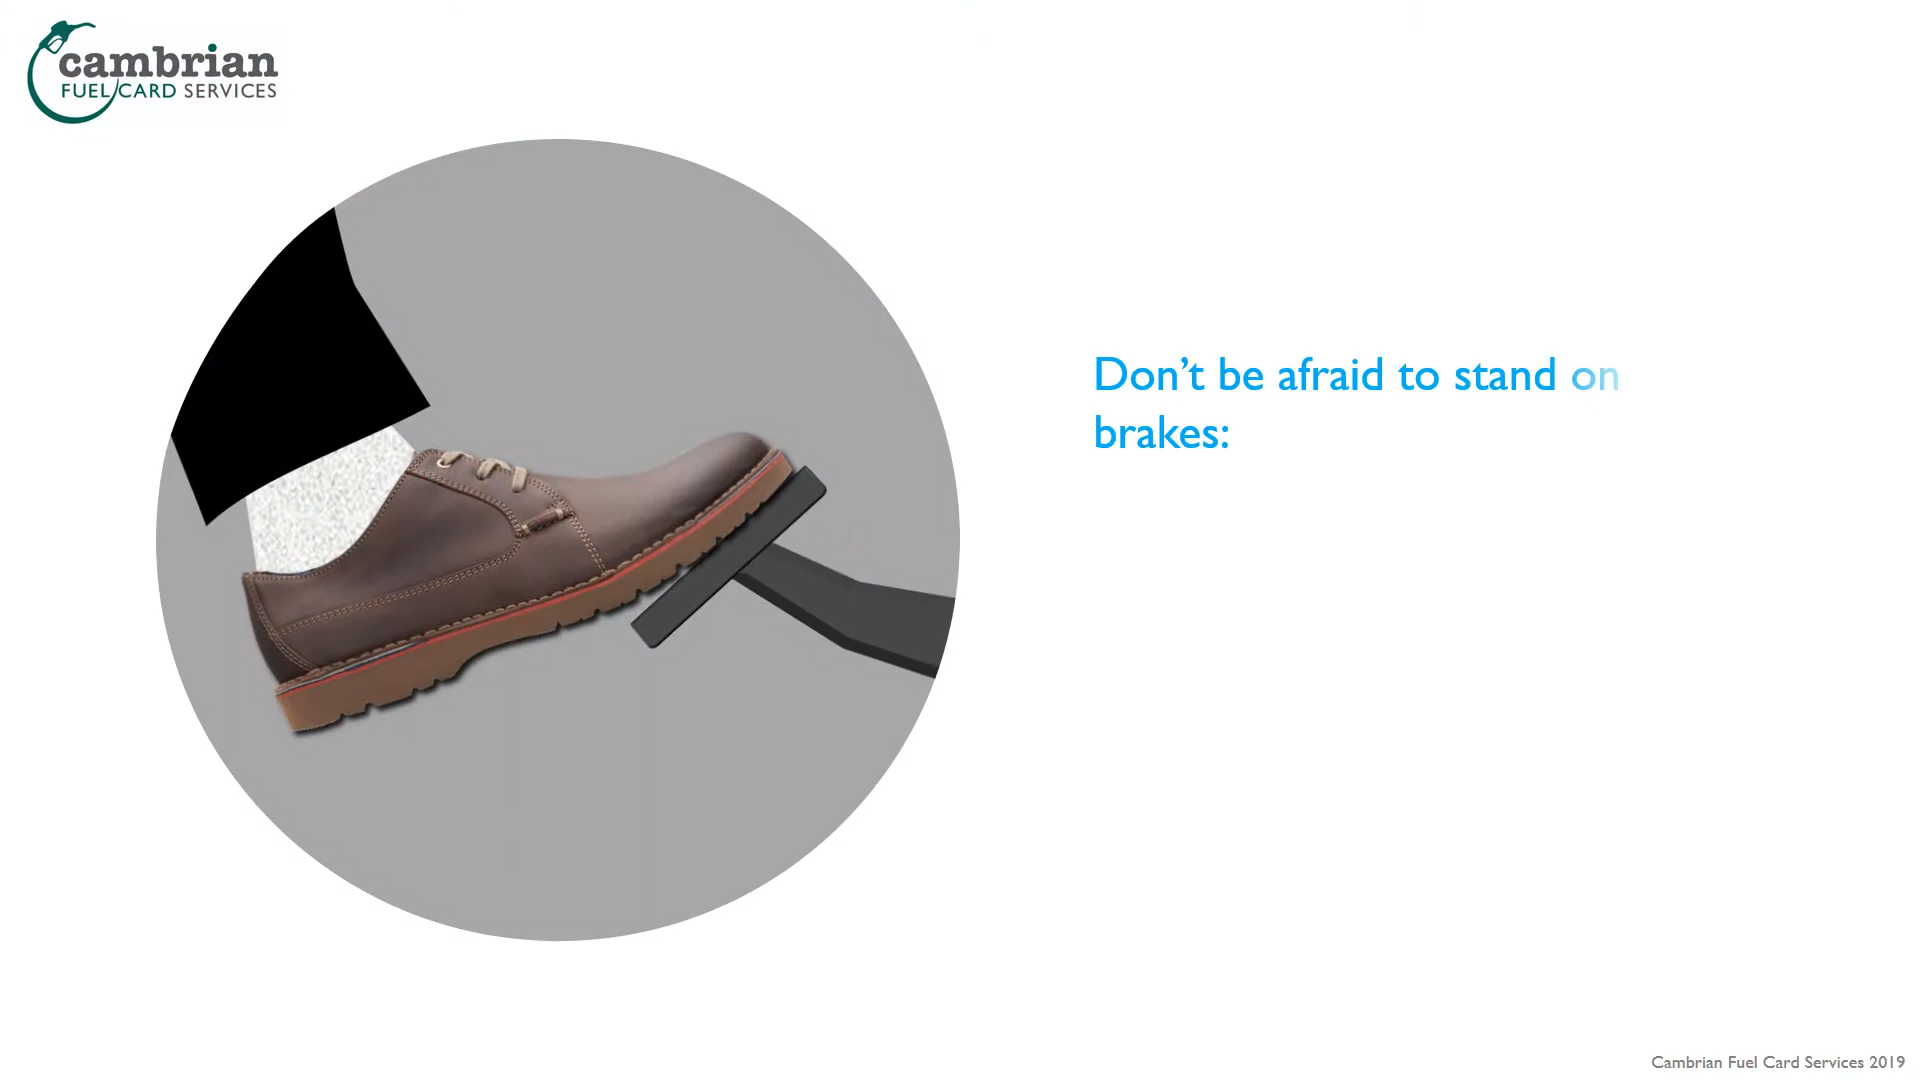 cambrian
FUEL CARD SERVICES
Don’t be afraid to stand on
brakes:
Cambrian Fuel Card Services 2019